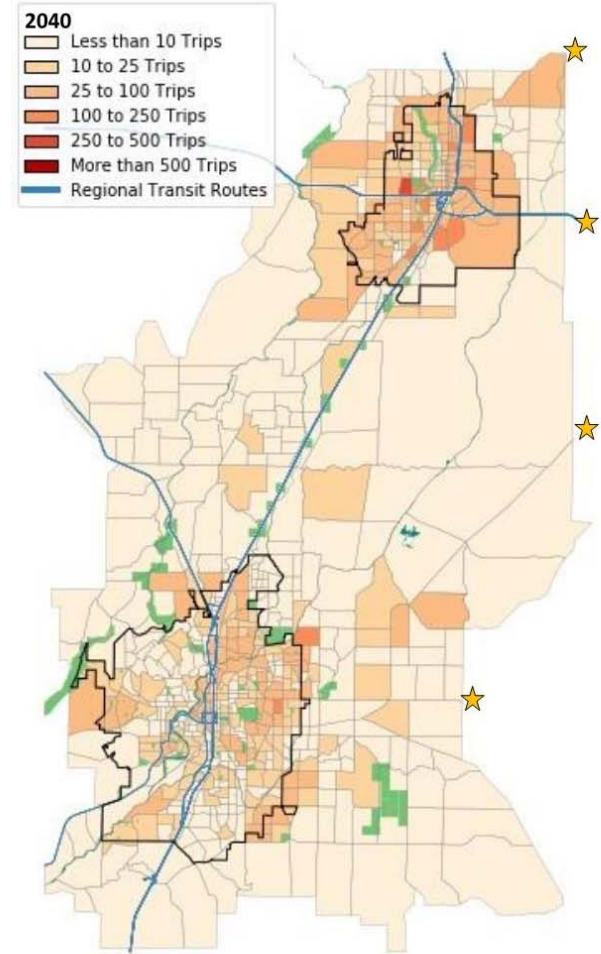 2040
Less than 10 Trips
10 to 25 Trips
25 to 100 Trips
100 to 250 Trips
250 to 500 Trips
More than 500 Trips
Regional Transit Routes